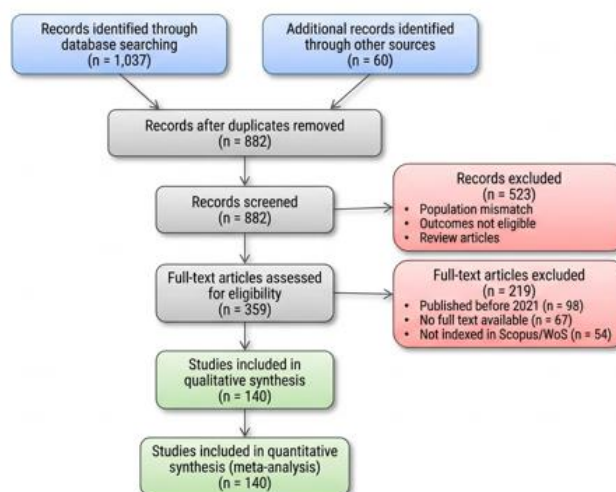 Records identified through
database searching
(n = 1,037)
Additional records identified
through other sources
(n = 60)
Records after duplicates removed
(n = 882)
Records screened
(n = 882)
Records excluded
(n = 523)
• Population mismatch
• Outcomes not eligible
• Review articles
Full-text articles assessed
for eligibility
(n = 359)
Full-text articles excluded
(n = 219)
• Published before 2021 (n = 98)
• No full text available (n = 67)
• Not indexed in Scopus/WoS (n = 54)
Studies included in
qualitative synthesis
(n = 140)
Studies included in quantitative
synthesis (meta-analysis)
(n = 140)